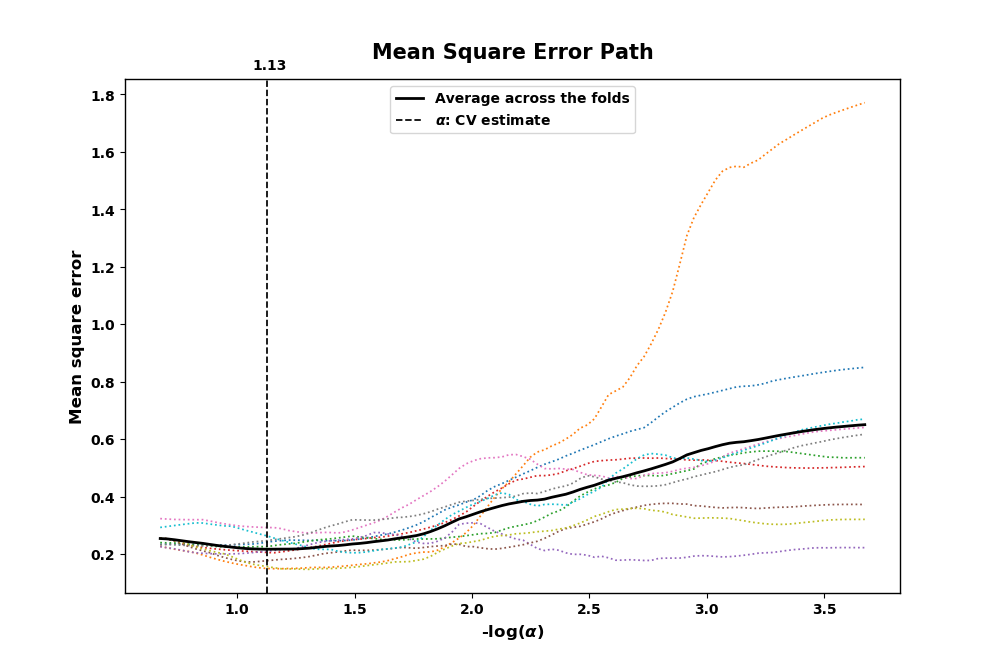 Mean Square Error Path
1.13
Average across the folds
α: CV estimate
Mean square error
1.8
1.6
1.4
1.2
1.0
0.8
0.6
0.4
0.2
1.0 1.5 2.0 2.5 3.0 3.5
-log(α)